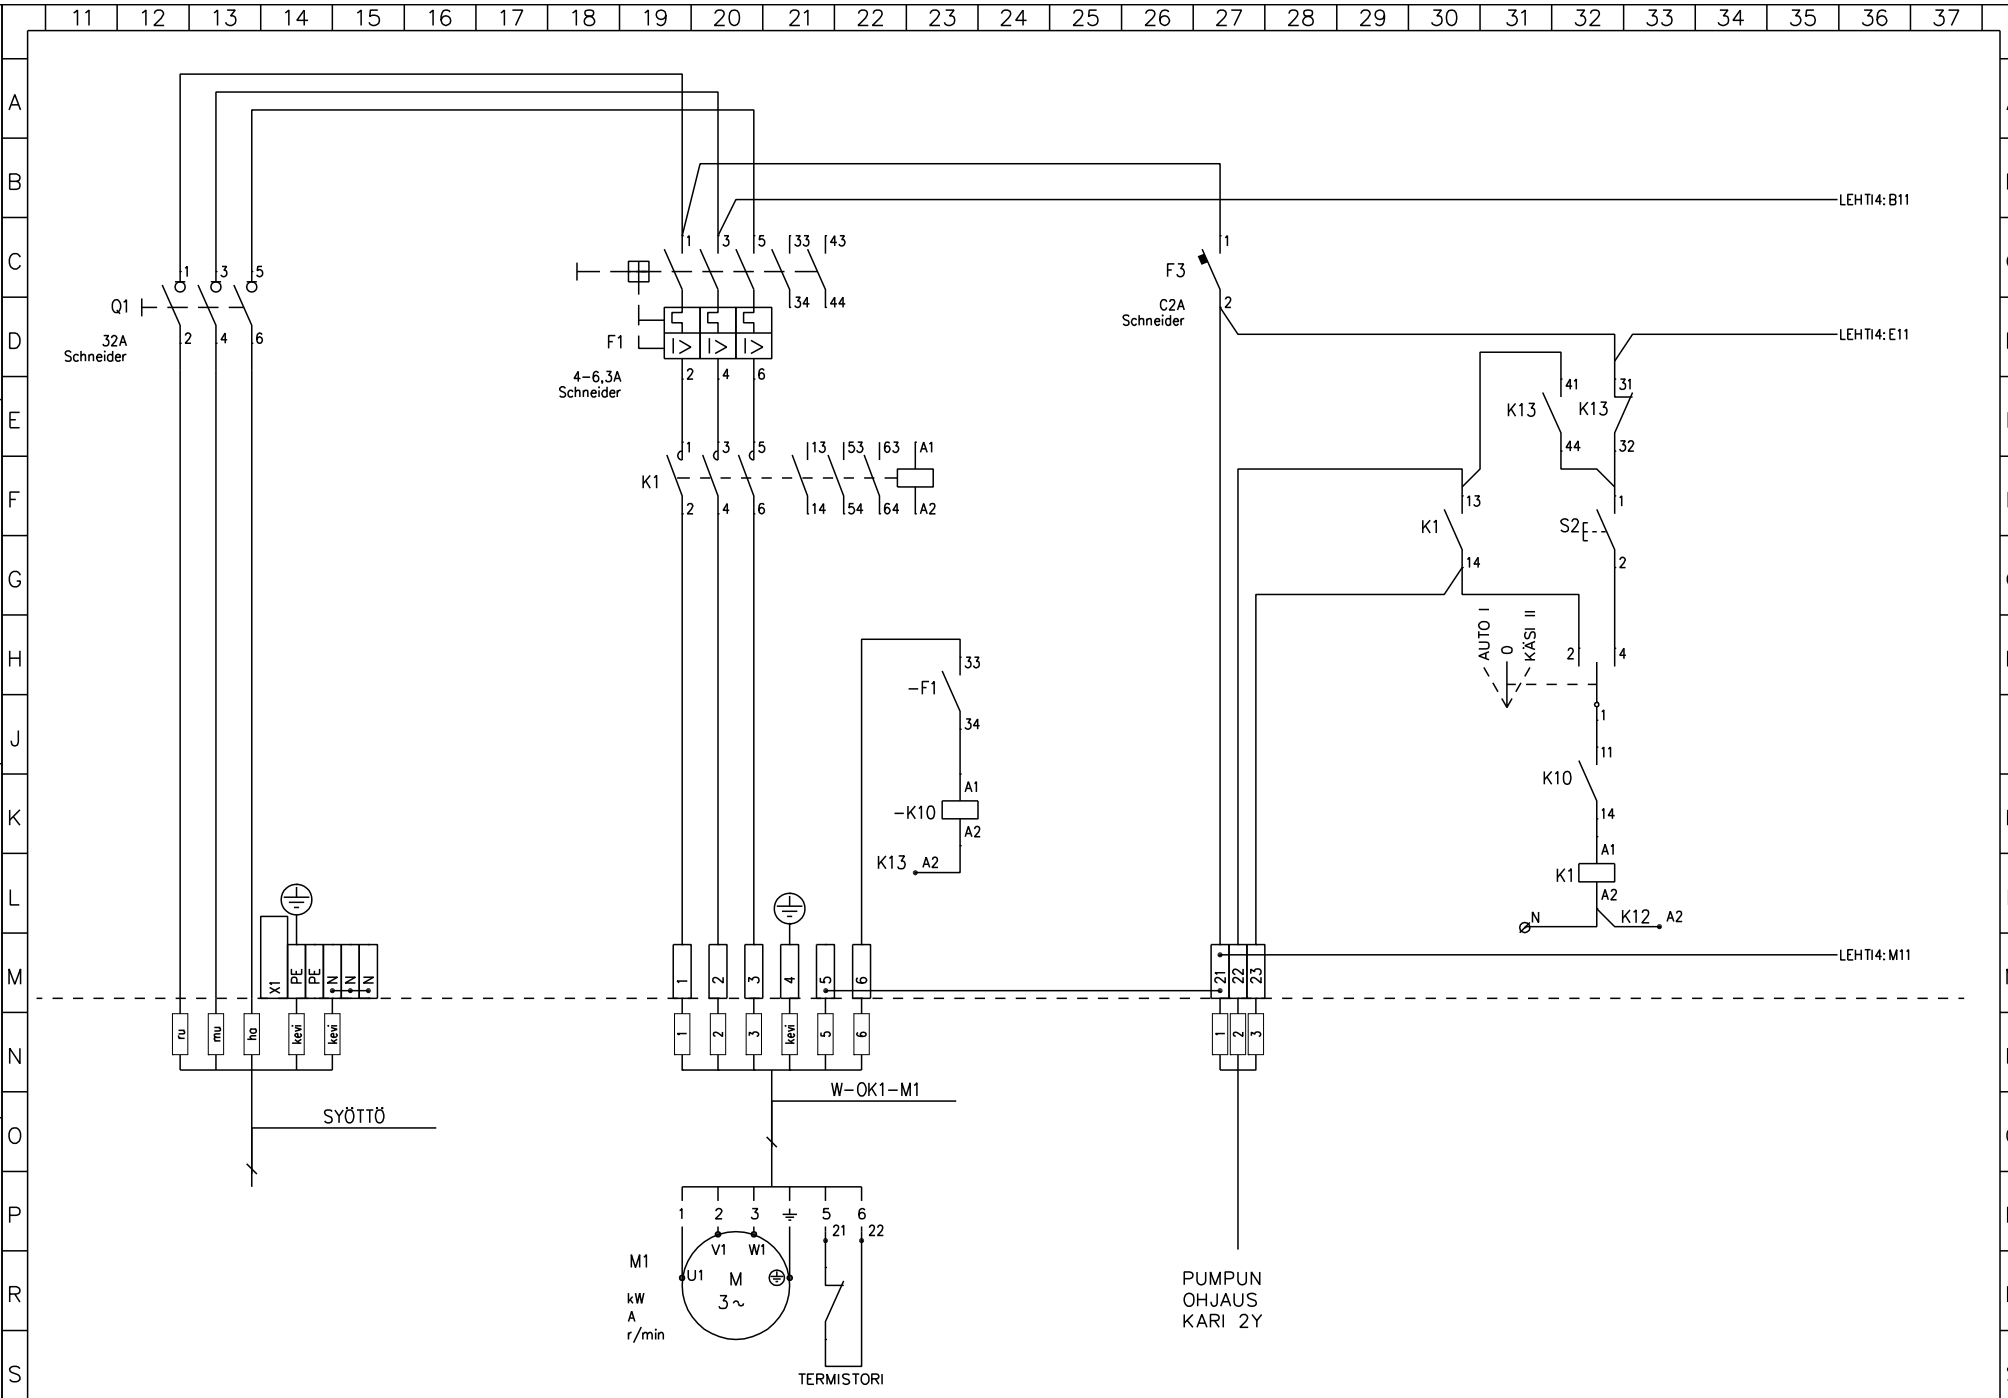 11 12 13 14 15 16 17 18 19 20 21 22 23 24 25 26 27 28 29 30 31 32 33 34 35 36 37
A
B
LEHTI4:B11
1 3 5 33 43
1
C
F3
1 3 5
34 44
2
Q1
C2A
Schneider
D
32A
Schneider
2 4 6
F1
I> I> I>
LEHTI4:E11
4-6,3A
Schneider
2 4 6
41 31
K13 K13
E
44 32
1 3 5 13 53 63 A1
K1
F
2 4 6 14 54 64 A2
13 1
K1 S2
14 2
G
AUTO I
0
KÄSI II
H
2 4
33
-F1
34
1
J
11
K10
14
A1
-K10
A2
K
K13 A2
A1
K1
A2
L
N K12 A2
LEHTI4:M11
M
X1 PE PE N N N
1 2 3 4 5 6
21 22 23
ru mu ha kevi kevi
1 2 3 kevi 5 6
1 2 3
N
W-OK1-M1
SYÖTTÖ
O
P
1 2 3 5 6
21 22
V1 W1
M1
U1 M
3~
kW
A
r/min
R
PUMPUN
OHJAUS
KARI 2Y
TERMISTORI
S